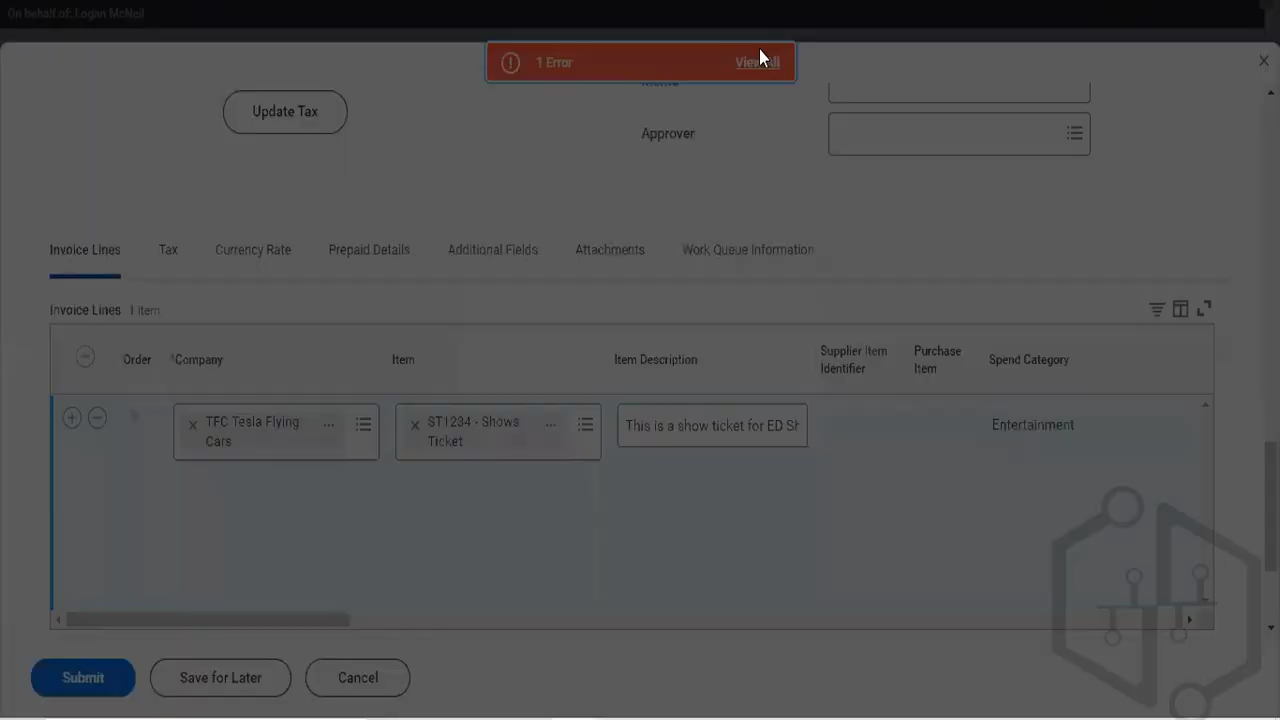 On behalf of: Logan McNeil
1 Error
View All
Update Tax
Approver
Invoice Lines
Tax
Currency Rate
Prepaid Details
Additional Fields
Attachments
Work Queue Information
Invoice Lines 1 item
Order
*Company
Item
Item Description
Supplier Item
Identifier
Purchase
Item
Spend Category
TFC Tesla Flying
Cars
ST1234 - Shows
Ticket
This is a show ticket for ED Sh
Entertainment
Submit
Save for Later
Cancel